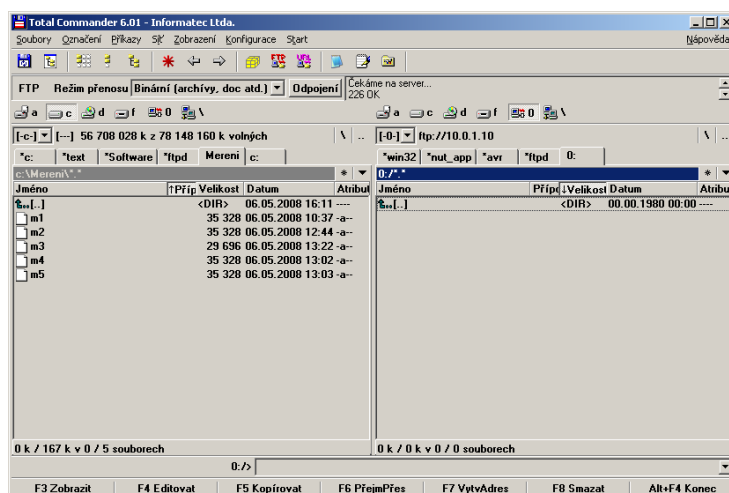 Total Commander 6.01 - Informatec Ltda.
Soubory Označení Příkazy Síť Zobrazení Konfigurace Start Nápověda
FTP Režim přenosu Binární (archívy, doc atd.) Odpojení Čekáme na server...
226 OK
a c d f 0 \ a c d f 0 \
[-c-] [---] 56 708 028 k z 78 148 160 k volných \ .. [-0-] ftp://10.0.1.10 \ ..
*c: *text *Software *ftpd Mereni c: *win32 *nut_app *avr *ftpd 0:
c:\Mereni\*.* * 0:/*.* *
Jméno ↑Příp Velikost Datum Atribut Jméno Příp ↓Velikost Datum Atribu
[..] <DIR> 06.05.2008 16:11 ---- [..] <DIR> 00.00.1980 00:00 ----
m1 35 328 06.05.2008 10:37 -a--
m2 35 328 06.05.2008 12:44 -a--
m3 29 696 06.05.2008 13:22 -a--
m4 35 328 06.05.2008 13:02 -a--
m5 35 328 06.05.2008 13:03 -a--
0 k / 167 k v 0 / 5 souborech 0 k / 0 k v 0 / 0 souborech
0:/>
F3 Zobrazit F4 Editovat F5 Kopírovat F6 PřejmPřes F7 VytvAdres F8 Smazat Alt+F4 Konec